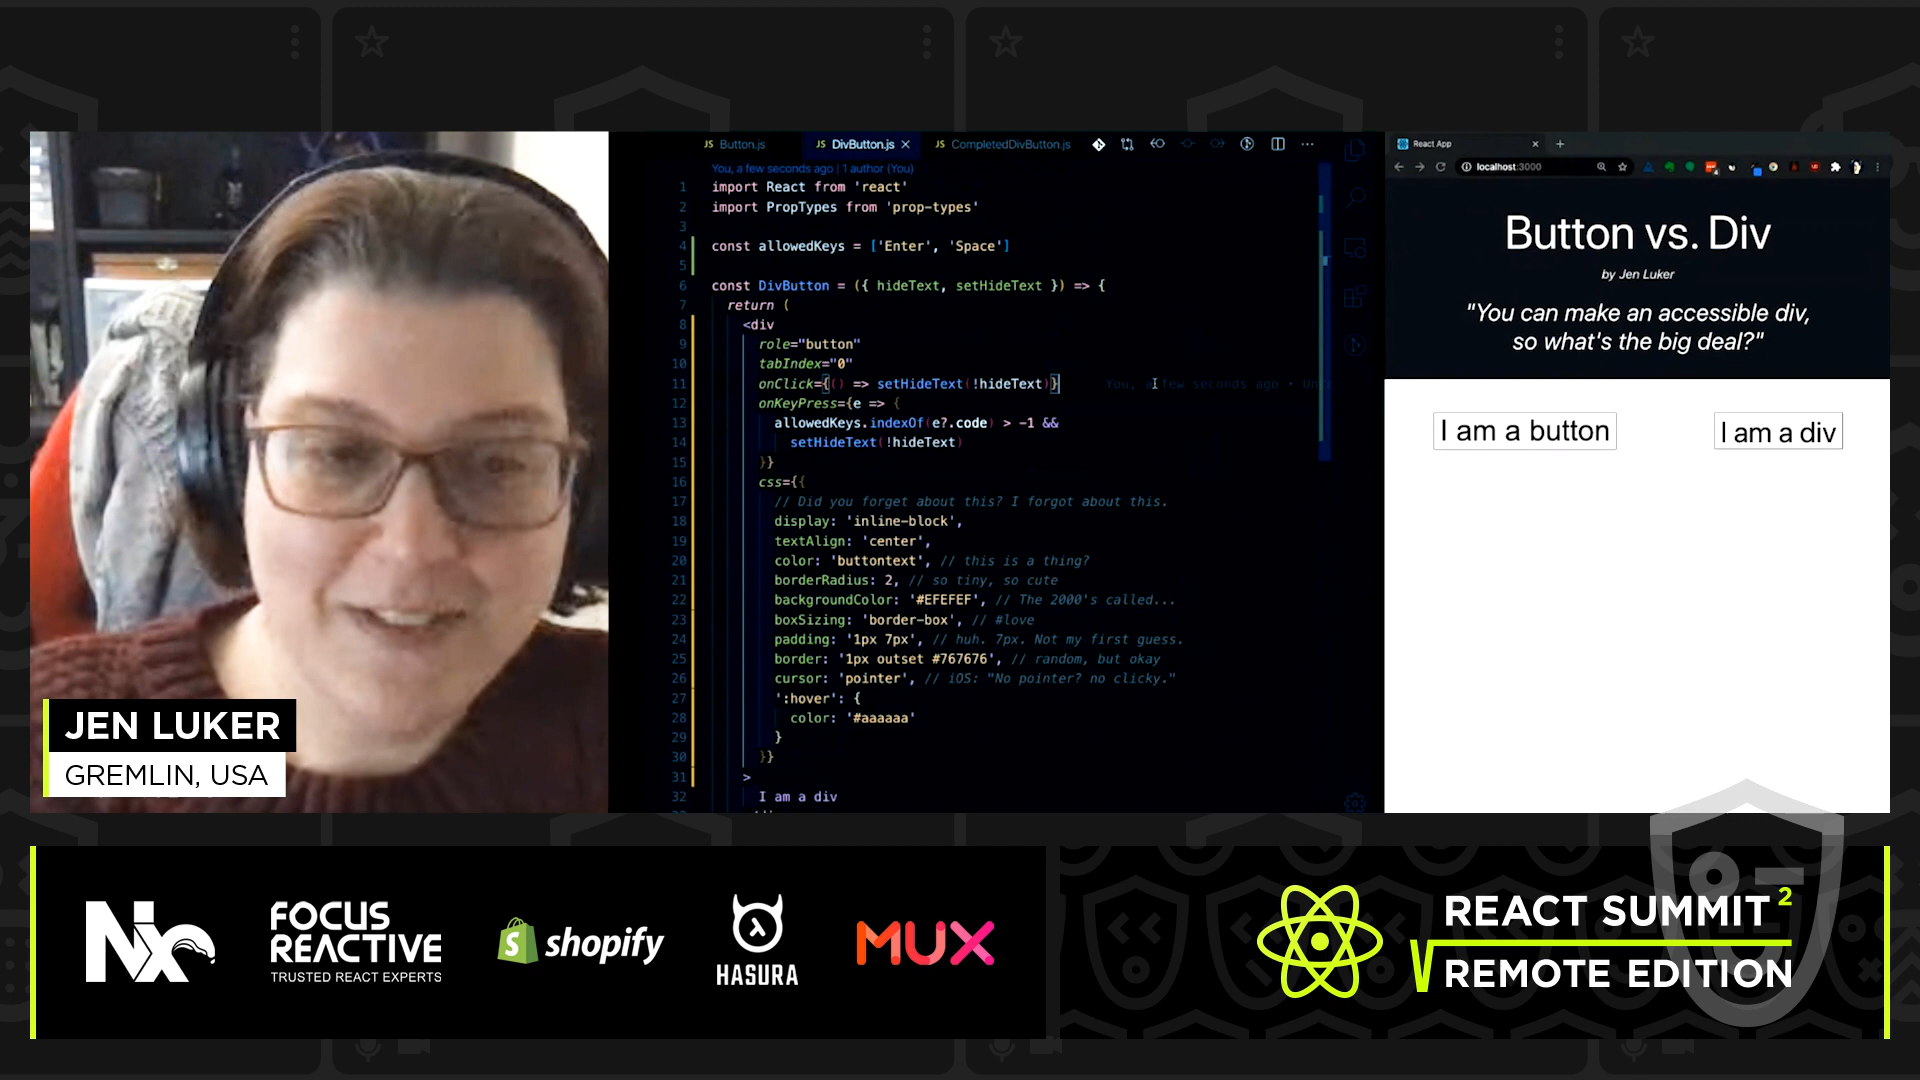 JEN LUKER
GREMLIN, USA
JS Button.js
JS DivButton.js
JS CompletedDivButton.js
You, a few seconds ago | 1 author (You)
1 import React from 'react'
2 import PropTypes from 'prop-types'
3
4 const allowedKeys = ['Enter', 'Space']
5
6 const DivButton = ({ hideText, setHideText }) => {
7 return (
8 <div
9 role="button"
10 tabIndex="0"
11 onClick={() => setHideText(!hideText)} You, a few seconds ago •
12 onKeyPress={e => {
13 allowedKeys.indexOf(e?.code) > -1 &&
14 setHideText(!hideText)
15 }}
16 css={{
17 // Did you forget about this? I forgot about this.
18 display: 'inline-block',
19 textAlign: 'center',
20 color: 'buttontext', // this is a thing?
21 borderRadius: 2, // so tiny, so cute
22 backgroundColor: '#EFEFEF', // The 2000's called...
23 boxSizing: 'border-box', // #love
24 padding: '1px 7px', // huh. 7px. Not my first guess.
25 border: '1px outset #767676', // random, but okay
26 cursor: 'pointer', // iOS: "No pointer? no clicky."
27 ':hover': {
28 color: '#aaaaaa'
29 }
30 }}
31 >
32 I am a div
React App
localhost:3000
Button vs. Div
by Jen Luker
"You can make an accessible div,
so what's the big deal?"
I am a button
I am a div
Nx
FOCUS
REACTIVE
TRUSTED REACT EXPERTS
shopify
HASURA
MUX
REACT SUMMIT 2
REMOTE EDITION